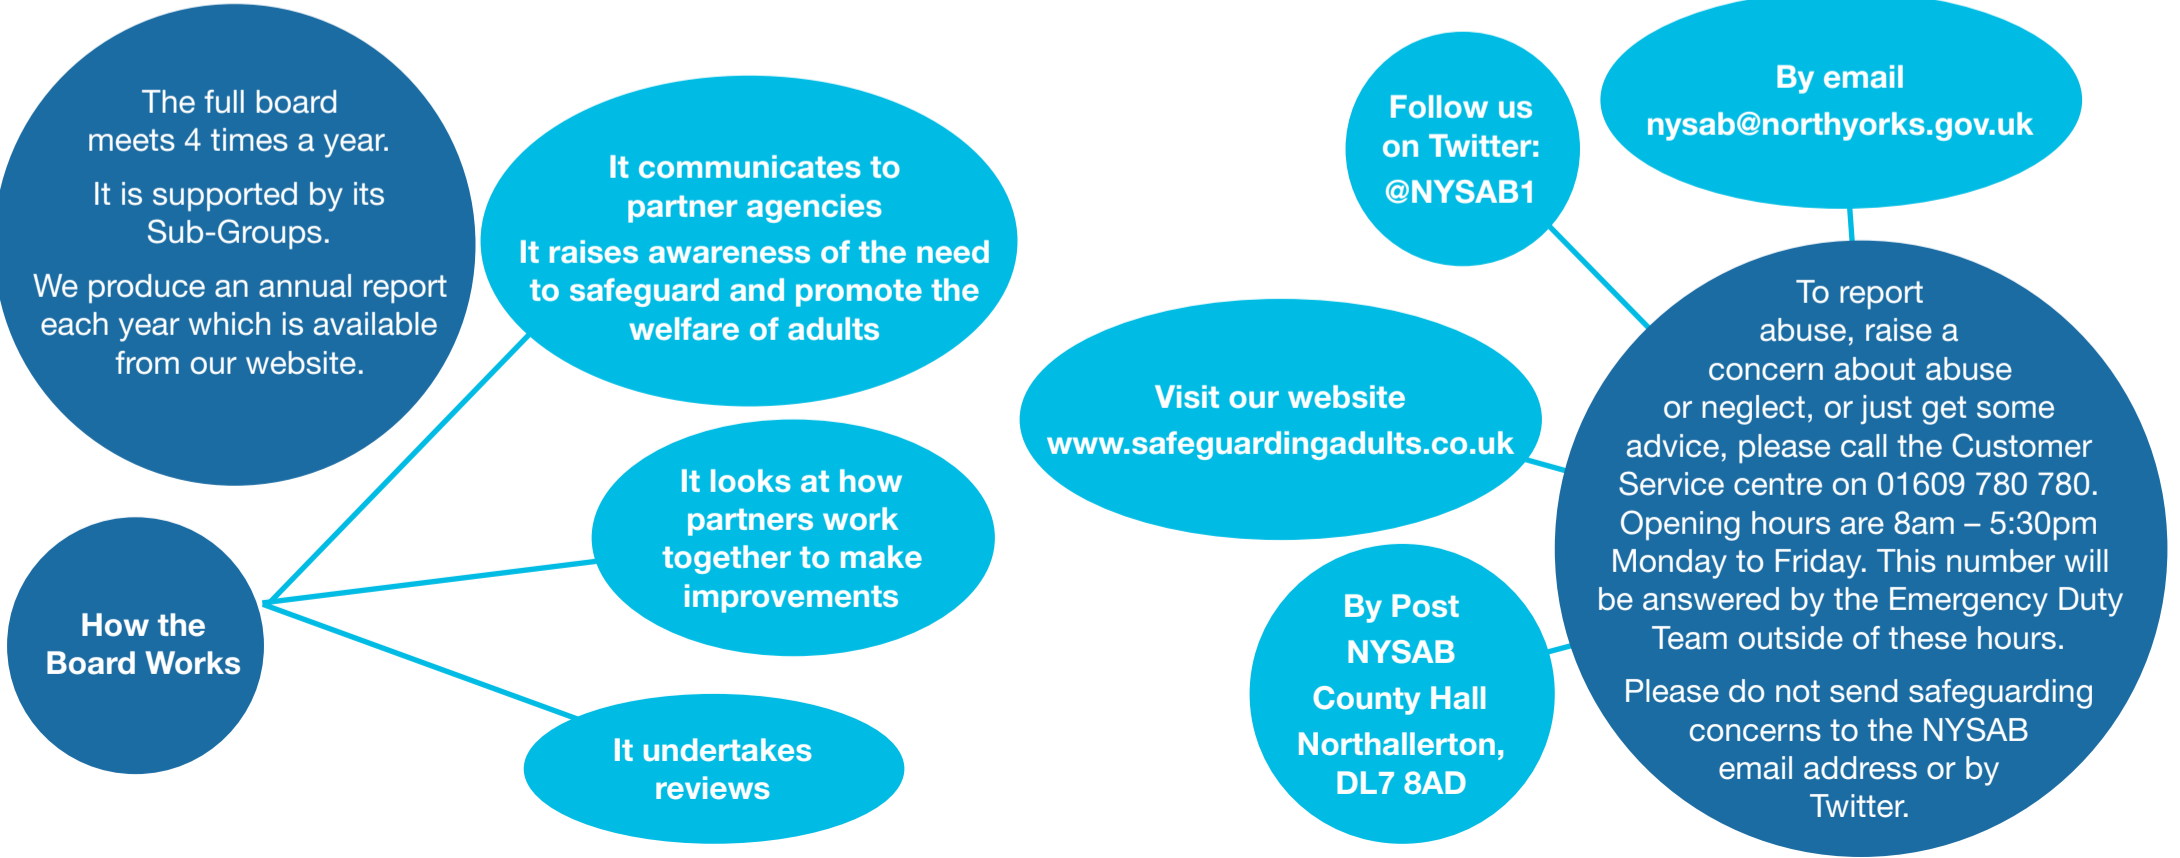 The full board
meets 4 times a year.
It is supported by its
Sub-Groups.
We produce an annual report
each year which is available
from our website.
How the
Board Works
It communicates to
partner agencies
It raises awareness of the need
to safeguard and promote the
welfare of adults
It looks at how
partners work
together to make
improvements
It undertakes
reviews
Follow us
on Twitter:
@NYSAB1
By email
nysab@northyorks.gov.uk
Visit our website
www.safeguardingadults.co.uk
By Post
NYSAB
County Hall
Northallerton,
DL7 8AD
To report
abuse, raise a
concern about abuse
or neglect, or just get some
advice, please call the Customer
Service centre on 01609 780 780.
Opening hours are 8am – 5:30pm
Monday to Friday. This number will
be answered by the Emergency Duty
Team outside of these hours.
Please do not send safeguarding
concerns to the NYSAB
email address or by
Twitter.